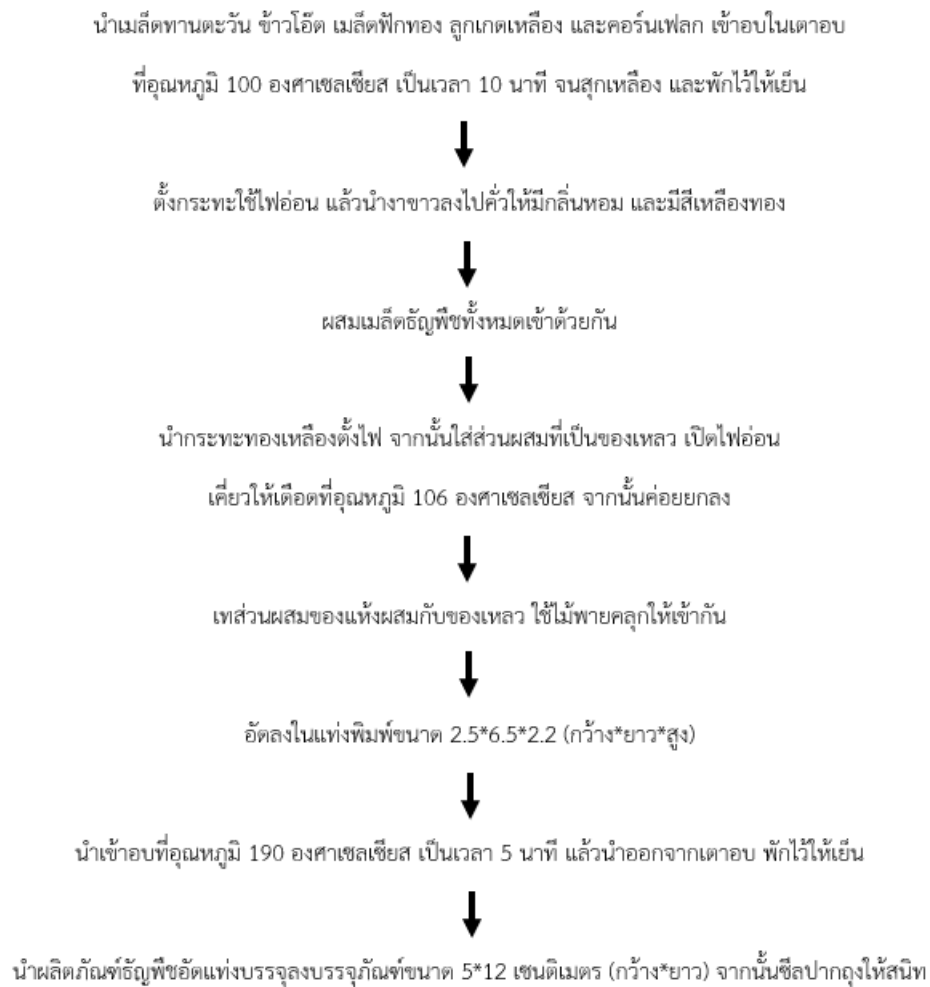 นำเมล็ดทานตะวัน ข้าวโอ๊ต เมล็ดฟักทอง ลูกเกดเหลือง และคอร์นเฟลก เข้าอบในเตาอบ
ที่อุณหภูมิ 100 องศาเซลเซียส เป็นเวลา 10 นาที จนสุกเหลือง และพักไว้ให้เย็น
ตั้งกระทะใช้ไฟอ่อน แล้วนำงาขาวลงไปคั่วให้มีกลิ่นหอม และมีสีเหลืองทอง
ผสมเมล็ดธัญพืชทั้งหมดเข้าด้วยกัน
นำกระทะทองเหลืองตั้งไฟ จากนั้นใส่ส่วนผสมที่เป็นของเหลว เปิดไฟอ่อน
เคี่ยวให้เดือดที่อุณหภูมิ 106 องศาเซลเซียส จากนั้นค่อยยกลง
เทส่วนผสมของแห้งผสมกับของเหลว ใช้ไม้พายคลุกให้เข้ากัน
อัดลงในแท่งพิมพ์ขนาด 2.5*6.5*2.2 (กว้าง*ยาว*สูง)
นำเข้าอบที่อุณหภูมิ 190 องศาเซลเซียส เป็นเวลา 5 นาที แล้วนำออกจากเตาอบ พักไว้ให้เย็น
นำผลิตภัณฑ์ธัญพืชอัดแท่งบรรจุลงบรรจุภัณฑ์ขนาด 5*12 เซนติเมตร (กว้าง*ยาว) จากนั้นซีลปากถุงให้สนิท